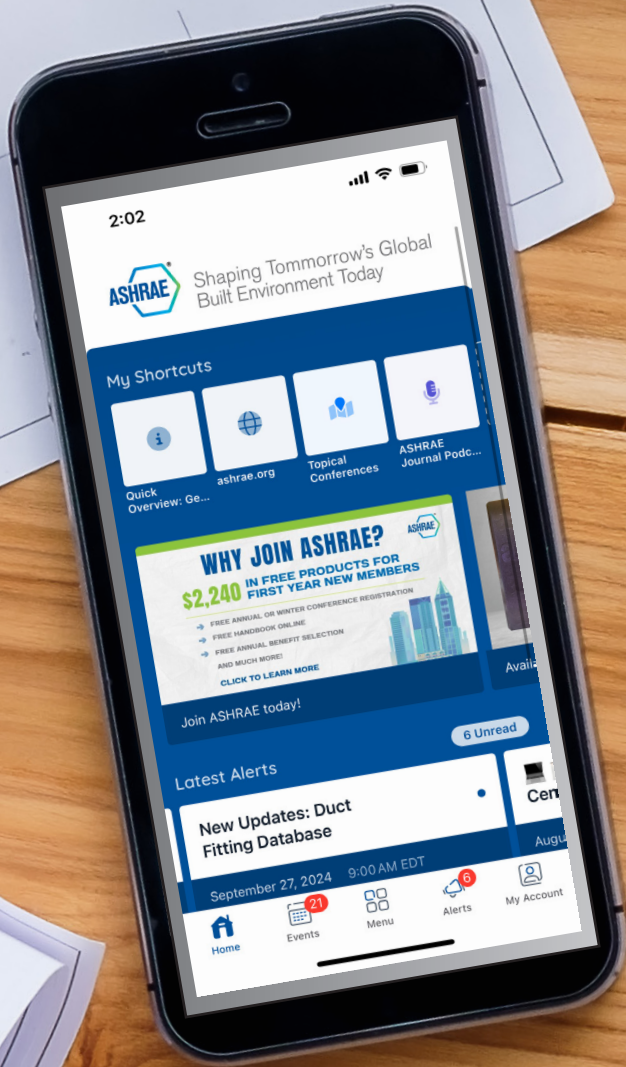 2:02
ASHRAE
Shaping Tommorrow's Global
Built Environment Today
My Shortcuts
Quick
Overview: Ge...
ashrae.org
Topical
Conferences
ASHRAE
Journal Podc...
WHY JOIN ASHRAE?
ASHRAE
$2,240 IN FREE PRODUCTS FOR
FIRST YEAR NEW MEMBERS
FREE ANNUAL OR WINTER CONFERENCE REGISTRATION
FREE HANDBOOK ONLINE
FREE ANNUAL BENEFIT SELECTION
AND MUCH MORE!
CLICK TO LEARN MORE
Join ASHRAE today!
Avail
6 Unread
Latest Alerts
New Updates: Duct
Fitting Database
September 27, 2024 9:00 AM EDT
Cen
Augu
21
6
Home
Events
Menu
Alerts
My Account